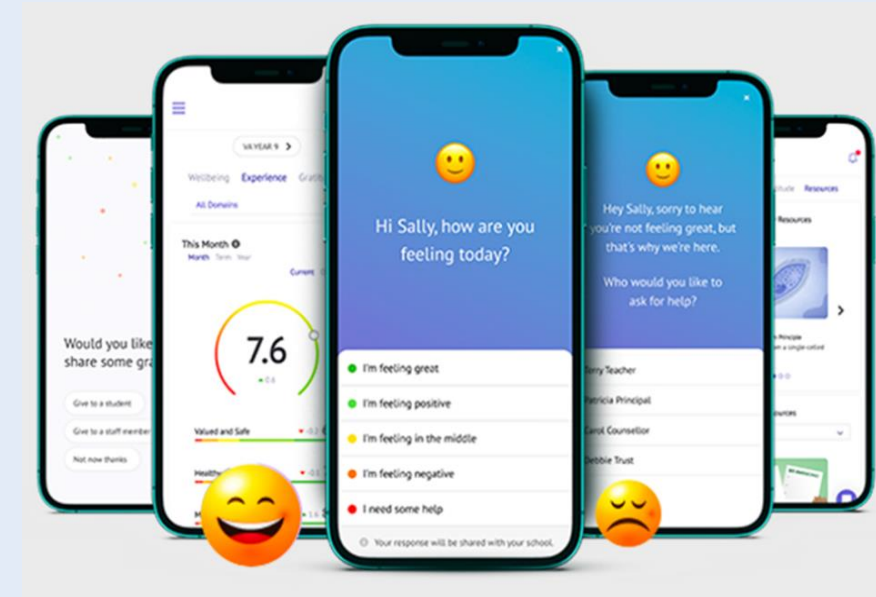 Would you like
share some gra
Give to a student
Give to a staff member
Not now thanks
VA YEAR 9
Wellbeing Experience
All Domains
This Month
Month Term Year
Current
7.6
0.6
Valued and Safe
-0.2
Hi Sally, how are you
feeling today?
I'm feeling great
I'm feeling positive
I'm feeling in the middle
I'm feeling negative
I need some help
Your response will be shared with your school.
Hey Sally, sorry to hear
you're not feeling great, but
that's why we're here.
Who would you like to
ask for help?
Terry Teacher
Patricia Principal
Carol Counsellor
Debbie Trust
Resources
Resources